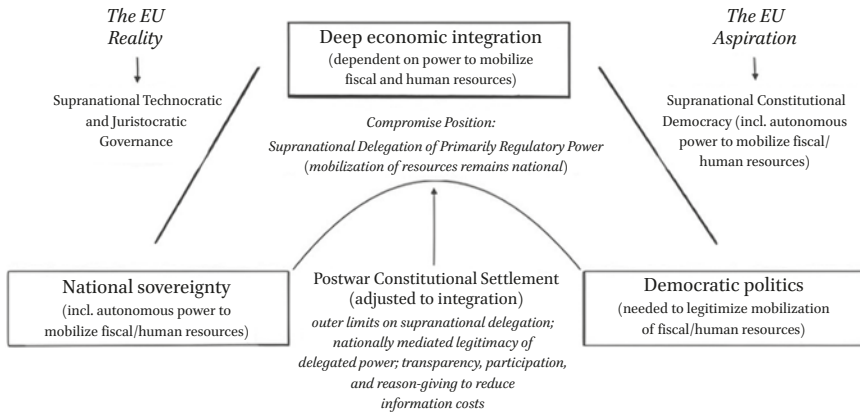 The EU
Reality
Supranational Technocratic
and Juristocratic
Governance
Deep economic integration
(dependent on power to mobilize
fiscal and human resources)
The EU
Aspiration
Supranational Constitutional
Democracy (incl. autonomous
power to mobilize fiscal/
human resources)
Compromise Position:
Supranational Delegation of Primarily Regulatory Power
(mobilization of resources remains national)
National sovereignty
(incl. autonomous power to
mobilize fiscal/human resources)
Postwar Constitutional Settlement
(adjusted to integration)
outer limits on supranational delegation;
nationally mediated legitimacy of
delegated power; transparency, participation,
and reason-giving to reduce
information costs
Democratic politics
(needed to legitimize mobilization
of fiscal/human resources)